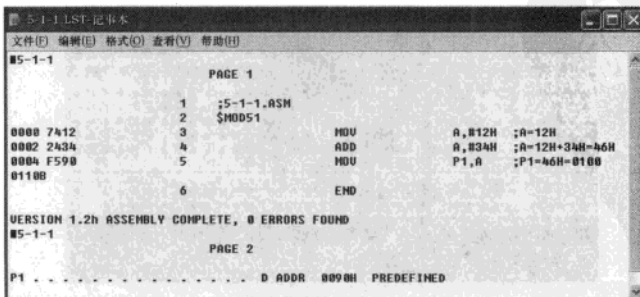 5-1-1.LST-记事本
文件(F) 编辑(E) 格式(O) 查看(V) 帮助(H)
■5-1-1
PAGE 1
1 ;5-1-1.ASM
2 $MOD51
0000 7412 3 MOV A,#12H ;A=12H
0002 2434 4 ADD A,#34H ;A=12H+34H=46H
0004 F590 5 MOV P1,A ;P1=46H=0100
0110B
6 END
VERSION 1.2h ASSEMBLY COMPLETE, 0 ERRORS FOUND
■5-1-1
PAGE 2
P1 . . . . . . . . . . . . . . . . D ADDR 0090H PREDEFINED